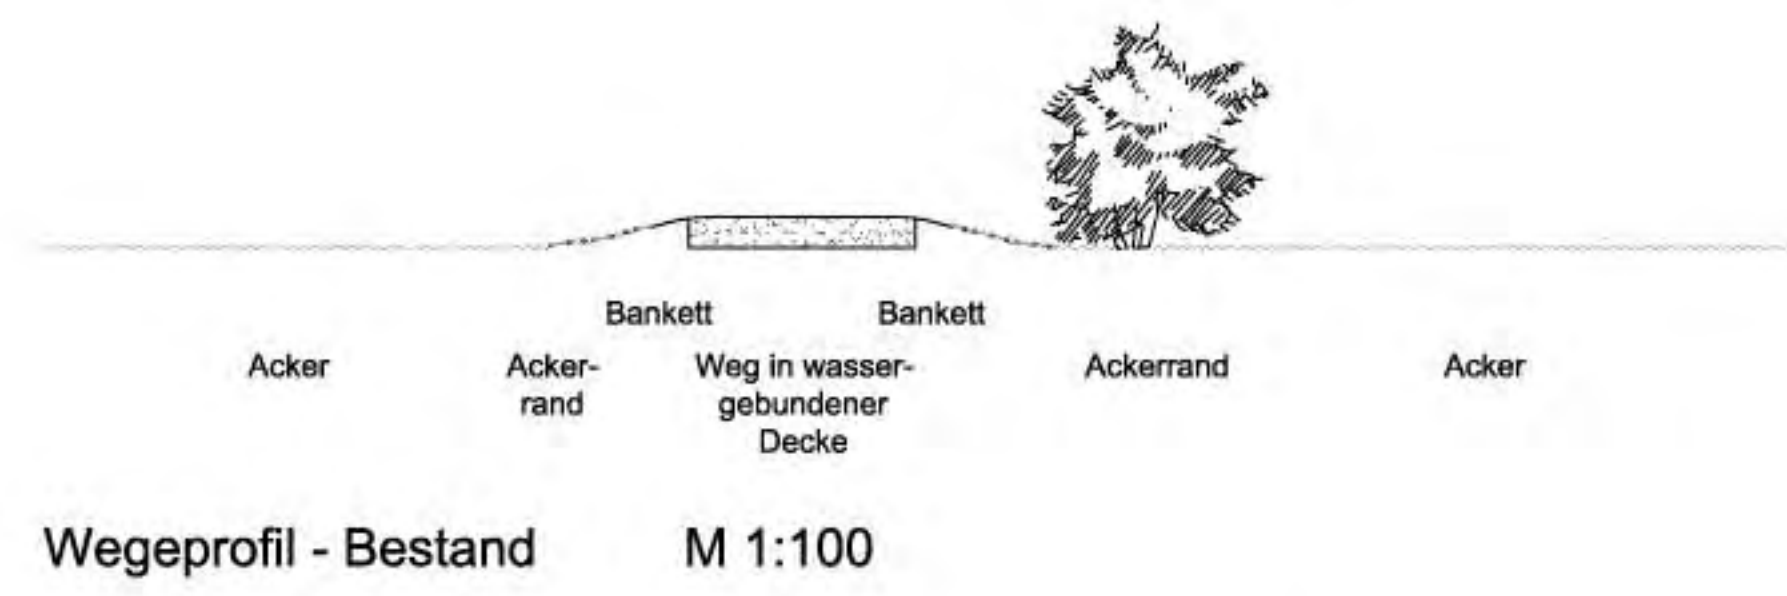 Bankett Bankett
Acker Acker- Weg in wasser- Ackerrand Acker
rand gebundener
Decke
Wegeprofil - Bestand M 1:100